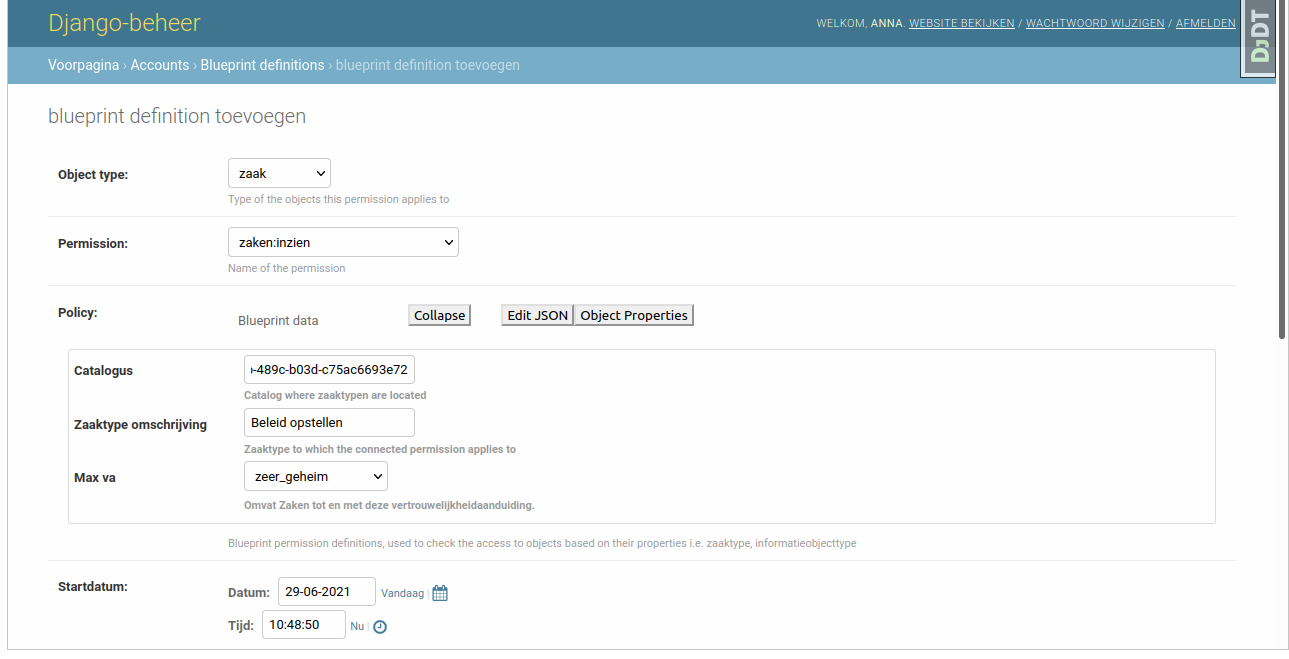 Django-beheer
WELKOM, ANNA. WEBSITE BEKIJKEN / WACHTWOORD WIJZIGEN / AFMELDEN
DjDT
Voorpagina › Accounts › Blueprint definitions › blueprint definition toevoegen
blueprint definition toevoegen
Object type: zaak
Type of the objects this permission applies to
Permission: zaken:inzien
Name of the permission
Policy: Blueprint data Collapse Edit JSON Object Properties
Catalogus -489c-b03d-c75ac6693e72
Catalog where zaaktypen are located
Zaaktype omschrijving Beleid opstellen
Zaaktype to which the connected permission applies to
Max va zeer_geheim
Omvat Zaken tot en met deze vertrouwelijkheidaanduiding.
Blueprint permission definitions, used to check the access to objects based on their properties i.e. zaaktype, informatieobjecttype
Startdatum: Datum: 29-06-2021 Vandaag |
Tijd: 10:48:50 Nu |